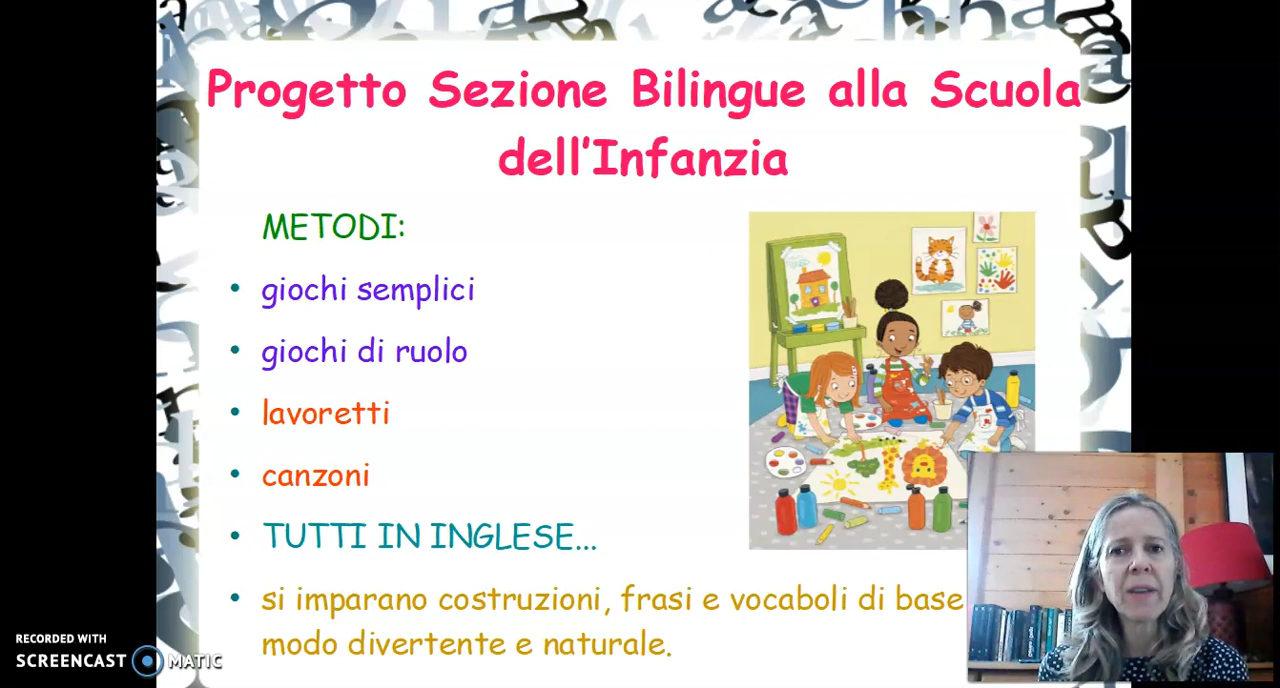 Progetto Sezione Bilingue alla Scuola
dell'Infanzia
METODI:
• giochi semplici
• giochi di ruolo
• lavoretti
• canzoni
• TUTTI IN INGLESE...
• si imparano costruzioni, frasi e vocaboli di base
modo divertente e naturale.
RECORDED WITH
SCREENCAST MATIC